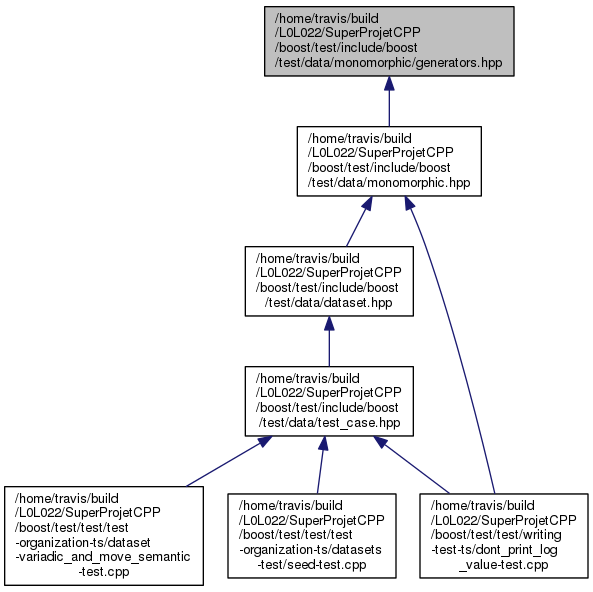 /home/travis/build
/L0L022/SuperProjetCPP
/boost/test/include/boost
/test/data/monomorphic/generators.hpp
/home/travis/build
/L0L022/SuperProjetCPP
/boost/test/include/boost
/test/data/monomorphic.hpp
/home/travis/build
/L0L022/SuperProjetCPP
/boost/test/include/boost
/test/data/dataset.hpp
/home/travis/build
/L0L022/SuperProjetCPP
/boost/test/include/boost
/test/data/test_case.hpp
/home/travis/build
/L0L022/SuperProjetCPP
/boost/test/test/test
-organization-ts/dataset
-variadic_and_move_semantic
-test.cpp
/home/travis/build
/L0L022/SuperProjetCPP
/boost/test/test/test
-organization-ts/datasets
-test/seed-test.cpp
/home/travis/build
/L0L022/SuperProjetCPP
/boost/test/test/writing
-test-ts/dont_print_log
_value-test.cpp